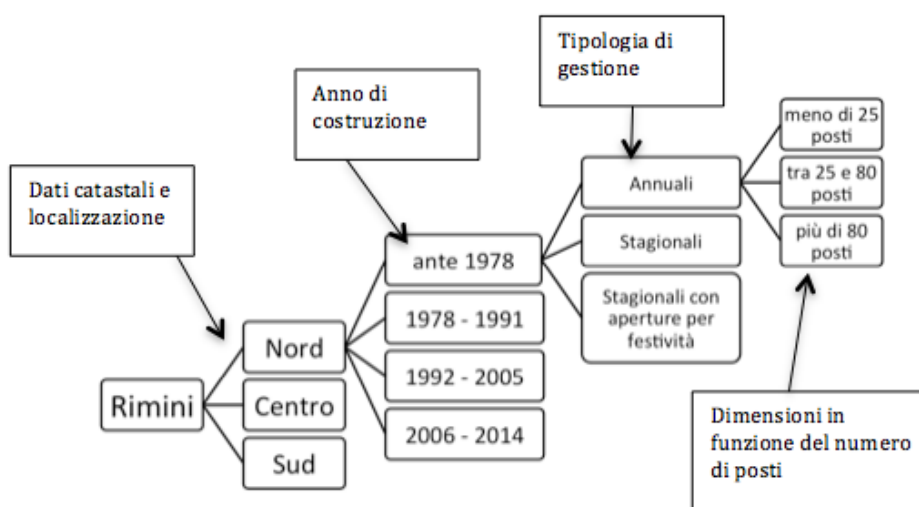 Tipologia di
gestione
Anno di
costruzione
Dati catastali e
localizzazione
Rimini
Nord
Centro
Sud
ante 1978
1978 - 1991
1992 - 2005
2006 - 2014
Annuali
Stagionali
Stagionali con
aperture per
festività
meno di 25
posti
tra 25 e 80
posti
più di 80
posti
Dimensioni in
funzione del numero
di posti